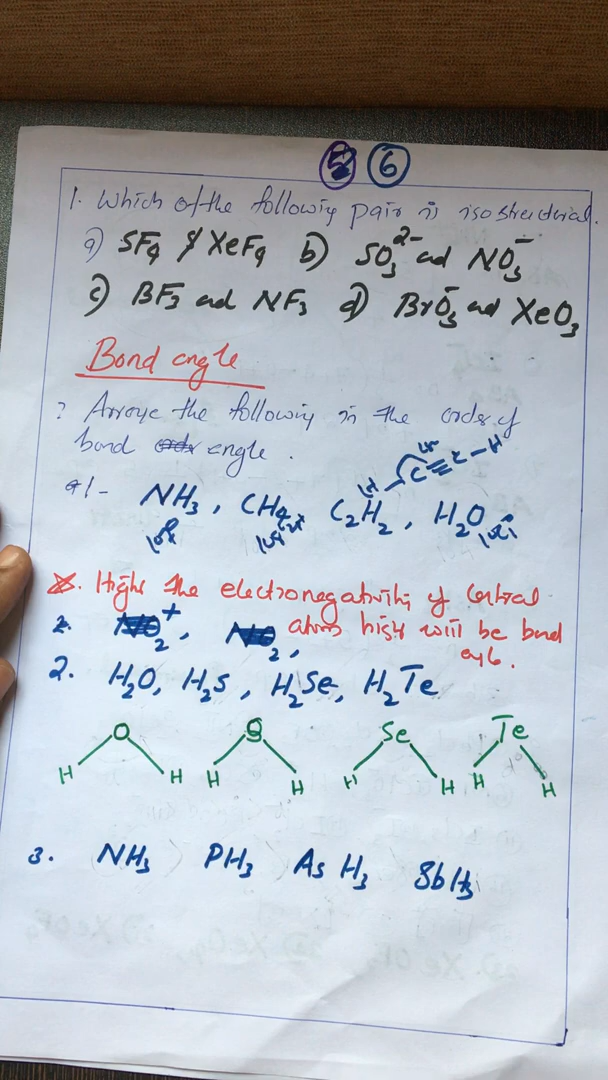 5 6
1. Which of the following pair is isostructural.
a) SF4 & XeF4 b) SO3^2- and NO3^-
c) BF3 and NF3 d) BrO3^- and XeO3
Bond angle
? Arrange the following in the order of
bond angle.
H - C ≡ C - H
NH3, CH4, C2H2, H2O
Higher the electronegativity of Central
2. NO2^+, NO2, atom high will be bond
2. H2O, H2S, H2Se, H2Te
O S Se Te
H H H H H H H H
3. NH3 PH3 AsH3 SbH3